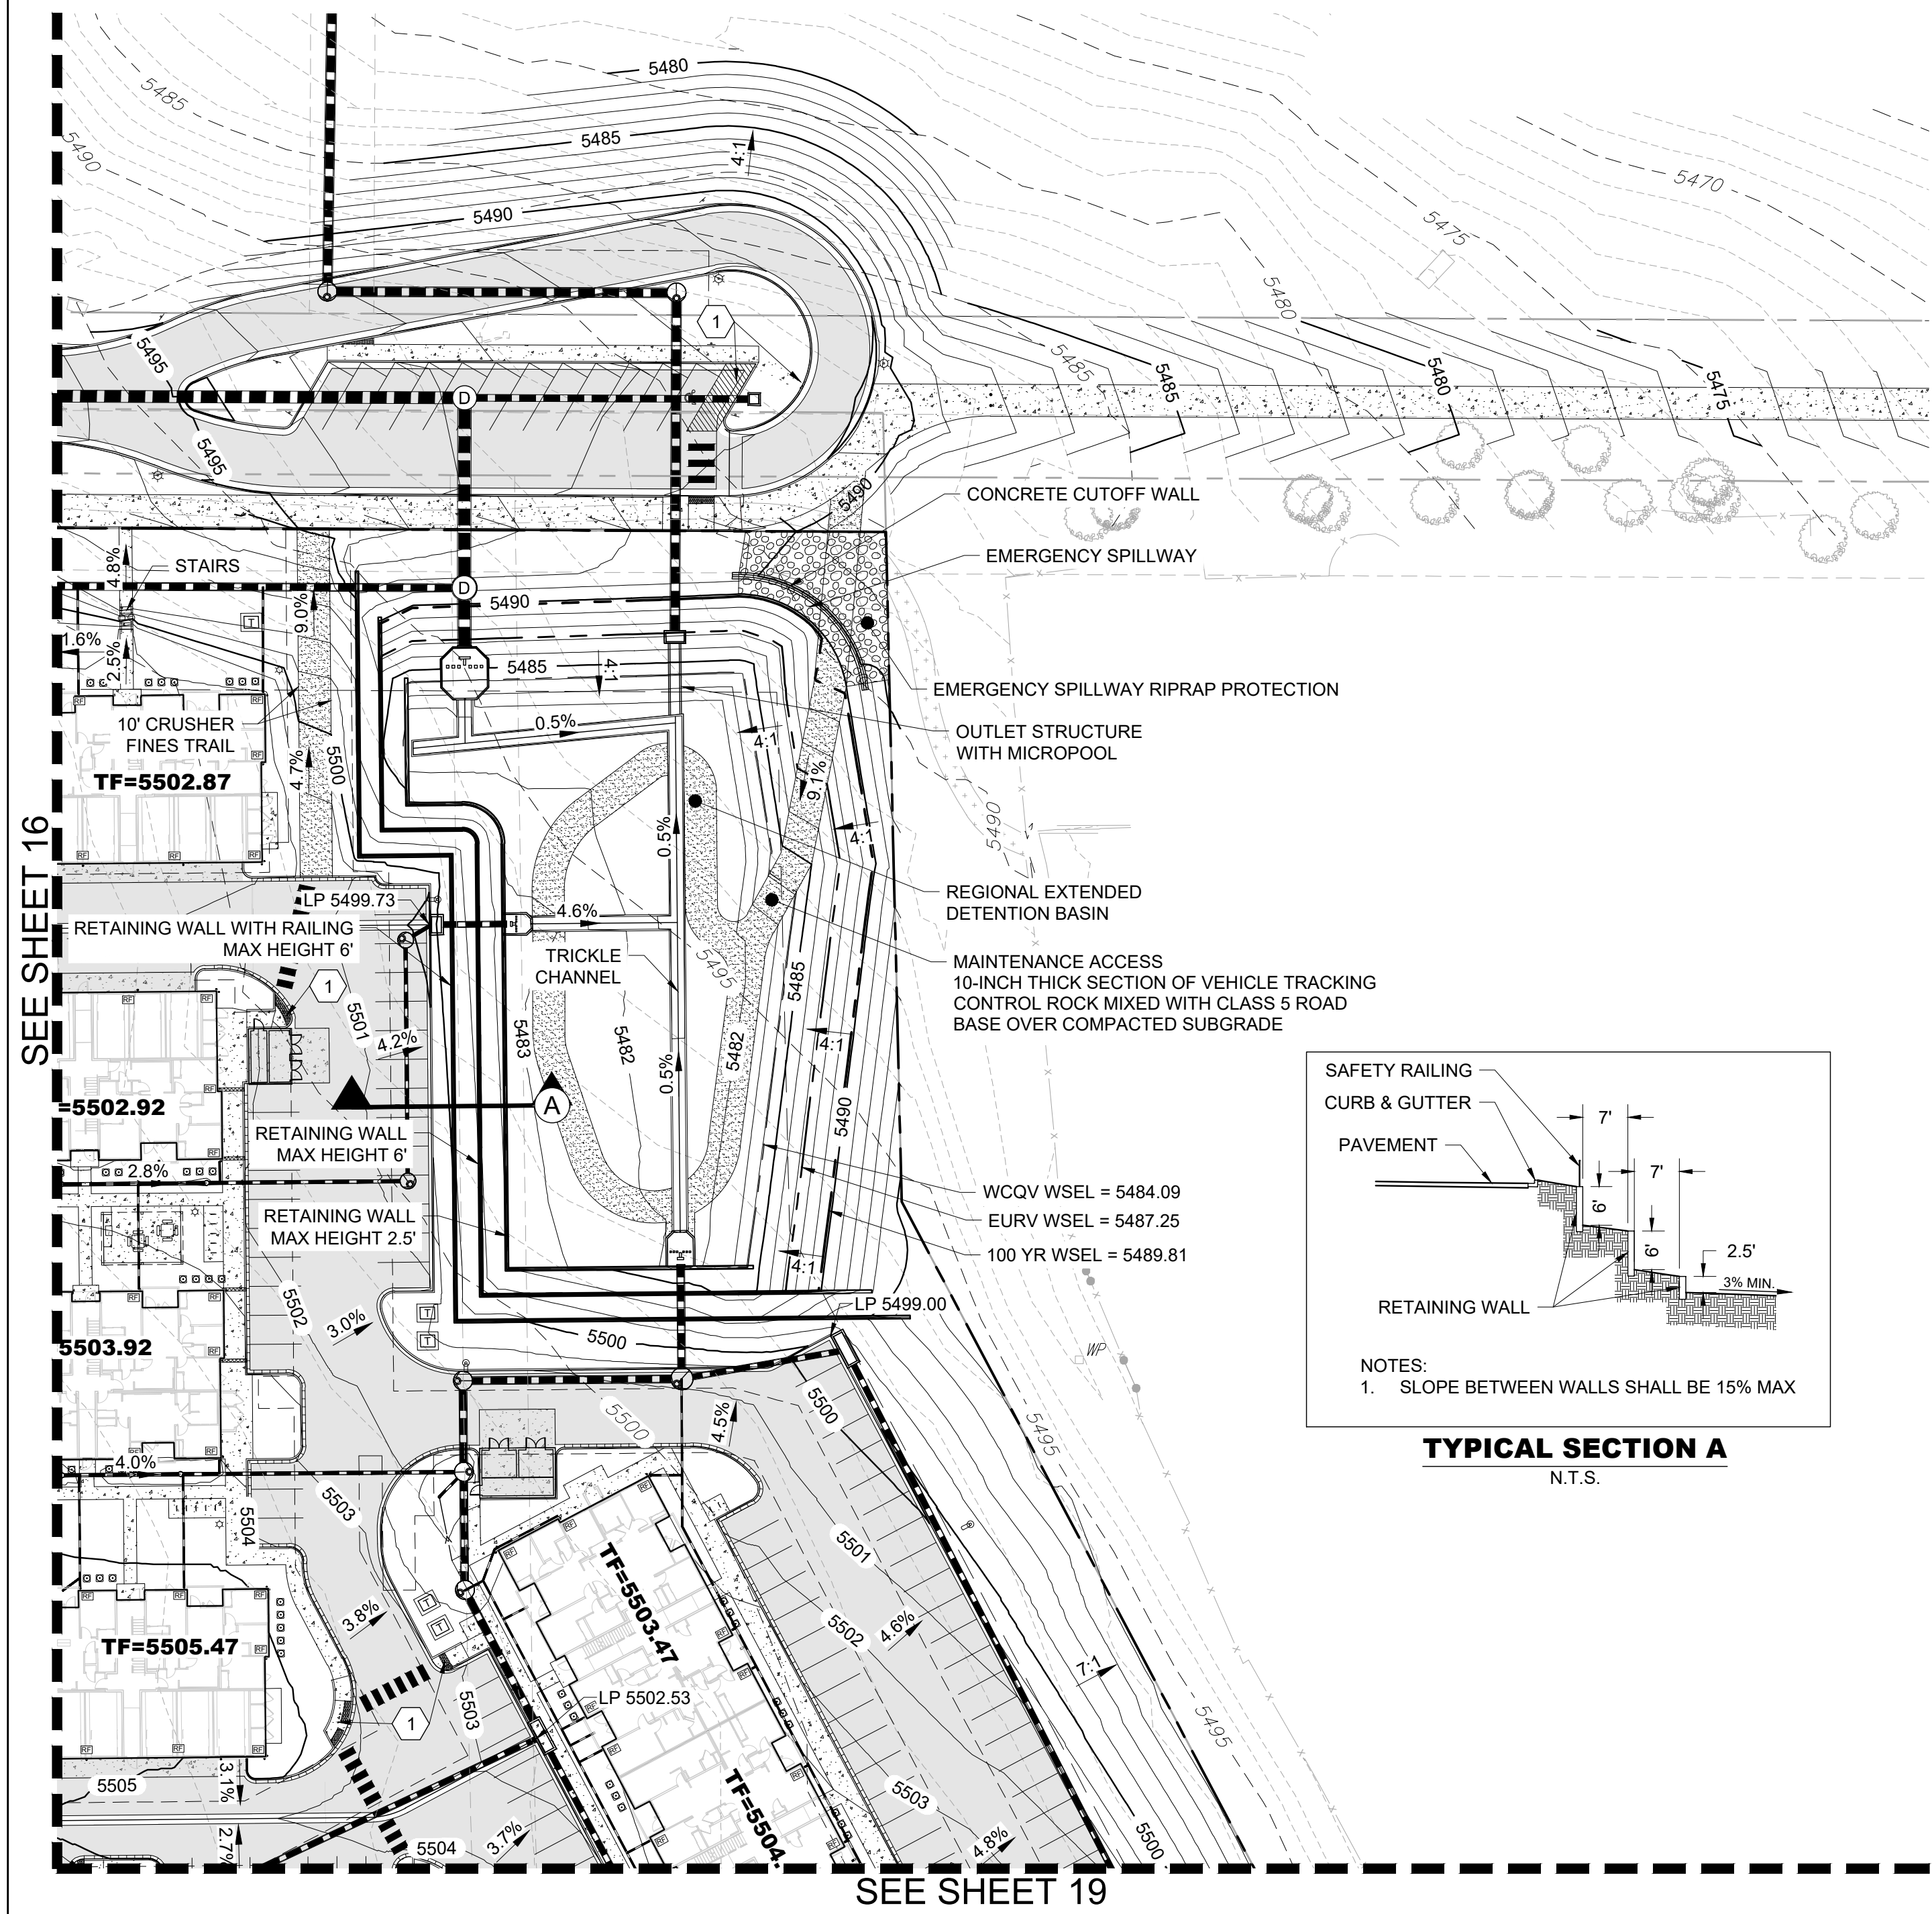 5480
5485
5485
4:1
5490
5490
5470
5475
5480
1
5495
5485
5485
5480
5475
D
5495
5490
CONCRETE CUTOFF WALL
EMERGENCY SPILLWAY
4.8%
STAIRS
D
9.0%
5490
T
1.6%
2.5%
5485
4:1
EMERGENCY SPILLWAY RIPRAP PROTECTION
10' CRUSHER
FINES TRAIL
0.5%
OUTLET STRUCTURE
WITH MICROPOOL
4:1
TF=5502.87
4.7%
5500
9.1%
5490
4:1
0.5%
SEE SHEET 16
LP 5499.73
REGIONAL EXTENDED
DETENTION BASIN
4.6%
RETAINING WALL WITH RAILING
MAX HEIGHT 6'
TRICKLE
CHANNEL
5495
MAINTENANCE ACCESS
10-INCH THICK SECTION OF VEHICLE TRACKING
CONTROL ROCK MIXED WITH CLASS 5 ROAD
BASE OVER COMPACTED SUBGRADE
1
5501
4.2%
5483
5482
5482
5485
4:1
0.5%
A
=5502.92
5490
RETAINING WALL
MAX HEIGHT 6'
2.8%
RETAINING WALL
MAX HEIGHT 2.5'
WCQV WSEL = 5484.09
EURV WSEL = 5487.25
100 YR WSEL = 5489.81
4:1
SAFETY RAILING
CURB & GUTTER
PAVEMENT
7'
7'
6'
6'
2.5'
3% MIN.
RETAINING WALL
NOTES:
1. SLOPE BETWEEN WALLS SHALL BE 15% MAX
TYPICAL SECTION A
N.T.S.
5502
3.0%
T
T
LP 5499.00
5500
5503.92
WP
5500
5500
4.5%
5495
4.0%
5503
5504
5501
TF=5503.47
3.8%
T
T
5502
4.6%
TF=5505.47
7:1
LP 5502.53
5503
1
5495
5505
3.1%
TF=5504.
5503
2.7%
5504
3.7%
4.8%
5500
SEE SHEET 19